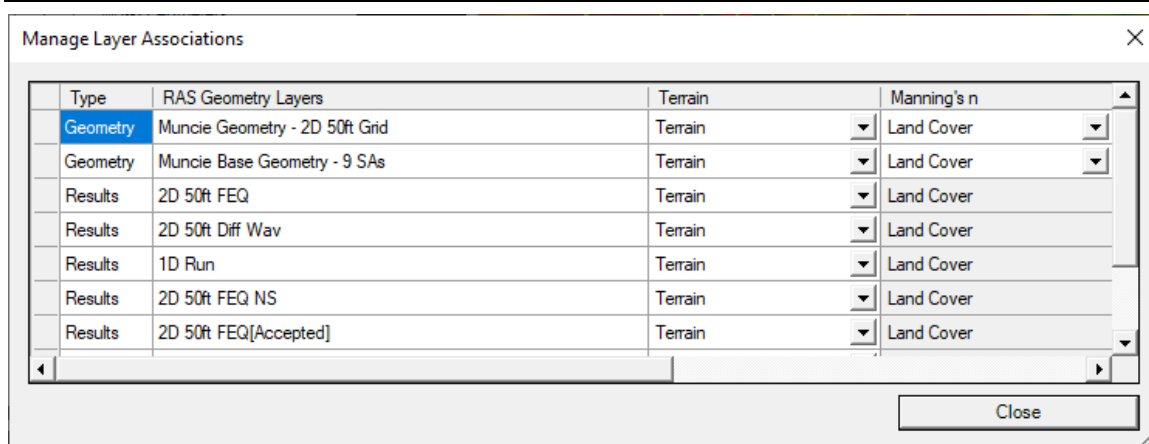 Manage Layer Associations
Type RAS Geometry Layers Terrain Manning's n
Geometry Muncie Geometry - 2D 50ft Grid Terrain Land Cover
Geometry Muncie Base Geometry - 9 SAs Terrain Land Cover
Results 2D 50ft FEQ Terrain Land Cover
Results 2D 50ft Diff Wav Terrain Land Cover
Results 1D Run Terrain Land Cover
Results 2D 50ft FEQ NS Terrain Land Cover
Results 2D 50ft FEQ[Accepted] Terrain Land Cover
Close